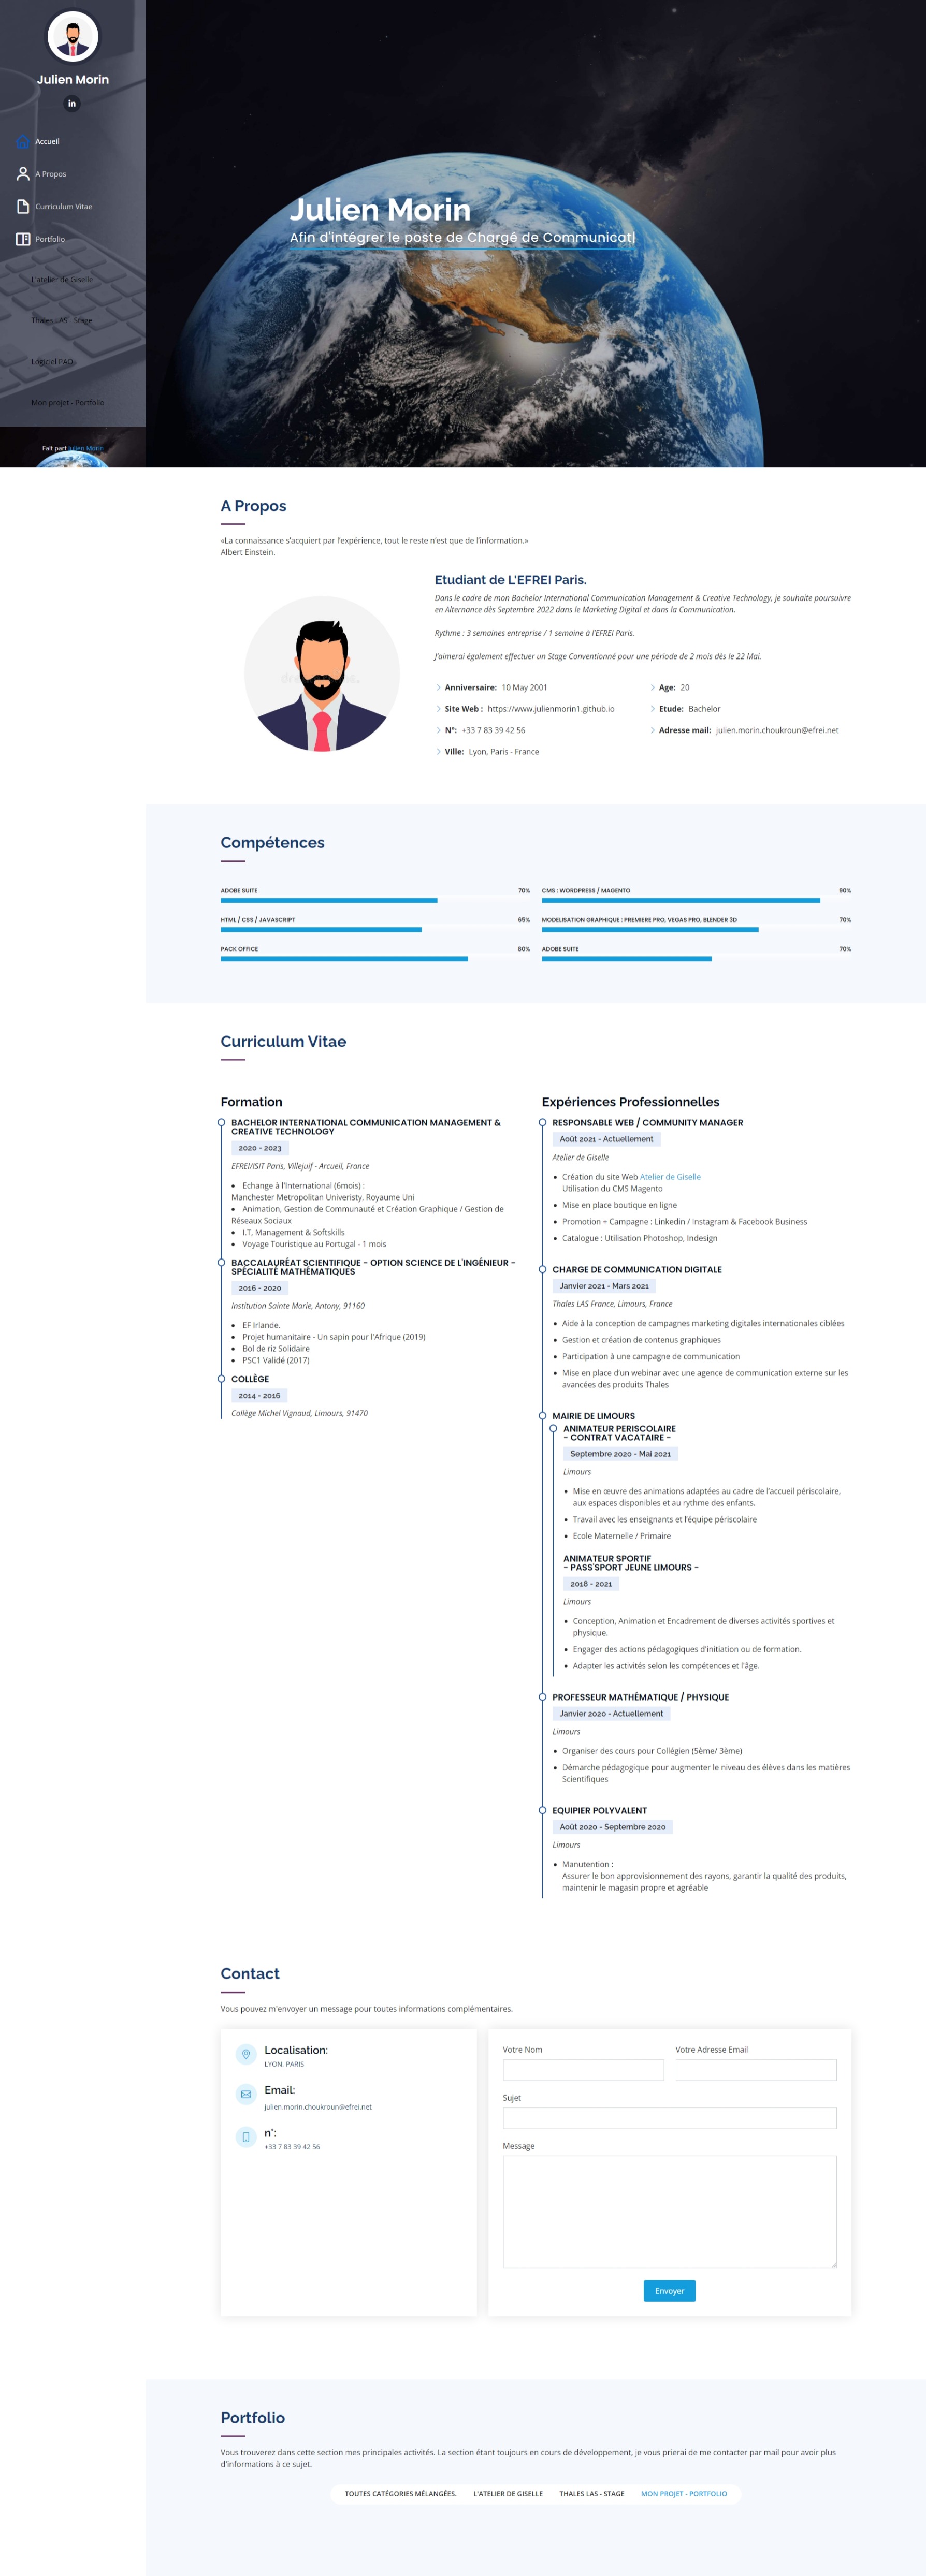 Julien Morin
in
Accueil
A Propos
Curriculum Vitae
Portfolio
L'atelier de Giselle
Thales LAS - Stage
Logiciel PAO
Mon projet - Portfolio
Fait part Julien Morin
Julien Morin
Afin d'intégrer le poste de Chargé de Communicati
A Propos
«La connaissance s'acquiert par l'expérience, tout le reste n'est que de l'information.»
Albert Einstein.
Etudiant de L'EFREI Paris.
Dans le cadre de mon Bachelor International Communication Management & Creative Technology, je souhaite poursuivre
en Alternance dès Septembre 2022 dans le Marketing Digital et dans la Communication.
Rythme : 3 semaines entreprise / 1 semaine à l'EFREI Paris.
J'aimerai également effectuer un Stage Conventionné pour une période de 2 mois dès le 22 Mai.
Anniversaire: 10 May 2001
Age: 20
Site Web : https://www.julienmorin1.github.io
Etude: Bachelor
N°: +33 7 83 39 42 56
Adresse mail: julien.morin.choukroun@efrei.net
Ville: Lyon, Paris - France
Compétences
ADOBE SUITE 70%
CMS : WORDPRESS / MAGENTO 90%
HTML / CSS / JAVASCRIPT 65%
MODELISATION GRAPHIQUE : PREMIERE PRO, VEGAS PRO, BLENDER 3D 70%
PACK OFFICE 80%
ADOBE SUITE 70%
Curriculum Vitae
Formation
BACHELOR INTERNATIONAL COMMUNICATION MANAGEMENT &
CREATIVE TECHNOLOGY
2020 - 2023
EFREI/ISIT Paris, Villejuif - Arcueil, France
• Echange à l'International (6mois) :
Manchester Metropolitan Univeristy, Royaume Uni
• Animation, Gestion de Communauté et Création Graphique / Gestion de
Réseaux Sociaux
• I.T, Management & Softskills
• Voyage Touristique au Portugal - 1 mois
BACCALAURÉAT SCIENTIFIQUE - OPTION SCIENCE DE L'INGÉNIEUR -
SPÉCIALITÉ MATHÉMATIQUES
2016 - 2020
Institution Sainte Marie, Antony, 91160
• EF Irlande.
• Projet humanitaire - Un sapin pour l'Afrique (2019)
• Bol de riz Solidaire
• PSC1 Validé (2017)
COLLÈGE
2014 - 2016
Collège Michel Vignaud, Limours, 91470
Expériences Professionnelles
RESPONSABLE WEB / COMMUNITY MANAGER
Août 2021 - Actuellement
Atelier de Giselle
• Création du site Web Atelier de Giselle
Utilisation du CMS Magento
• Mise en place boutique en ligne
• Promotion + Campagne : Linkedin / Instagram & Facebook Business
• Catalogue : Utilisation Photoshop, Indesign
CHARGE DE COMMUNICATION DIGITALE
Janvier 2021 - Mars 2021
Thales LAS France, Limours, France
• Aide à la conception de campagnes marketing digitales internationales ciblées
• Gestion et création de contenus graphiques
• Participation à une campagne de communication
• Mise en place d'un webinar avec une agence de communication externe sur les
avancées des produits Thales
MAIRIE DE LIMOURS
ANIMATEUR PERISCOLAIRE
- CONTRAT VACATAIRE -
Septembre 2020 - Mai 2021
Limours
• Mise en œuvre des animations adaptées au cadre de l'accueil périscolaire,
aux espaces disponibles et au rythme des enfants.
• Travail avec les enseignants et l'équipe périscolaire
• Ecole Maternelle / Primaire
ANIMATEUR SPORTIF
- PASS'SPORT JEUNE LIMOURS -
2018 - 2021
Limours
• Conception, Animation et Encadrement de diverses activités sportives et
physique.
• Engager des actions pédagogiques d'initiation ou de formation.
• Adapter les activités selon les compétences et l'âge.
PROFESSEUR MATHÉMATIQUE / PHYSIQUE
Janvier 2020 - Actuellement
Limours
• Organiser des cours pour Collégien (5ème/ 3ème)
• Démarche pédagogique pour augmenter le niveau des élèves dans les matières
Scientifiques
EQUIPIER POLYVALENT
Août 2020 - Septembre 2020
Limours
• Manutention :
Assurer le bon approvisionnement des rayons, garantir la qualité des produits,
maintenir le magasin propre et agréable
Contact
Vous pouvez m'envoyer un message pour toutes informations complémentaires.
Localisation:
LYON, PARIS
Email:
julien.morin.choukroun@efrei.net
n°:
+33 7 83 39 42 56
Votre Nom
Votre Adresse Email
Sujet
Message
Envoyer
Portfolio
Vous trouverez dans cette section mes principales activités. La section étant toujours en cours de développement, je vous prierai de me contacter par mail pour avoir plus
d'informations à ce sujet.
TOUTES CATÉGORIES MÉLANGÉES. L'ATELIER DE GISELLE THALES LAS - STAGE MON PROJET - PORTFOLIO